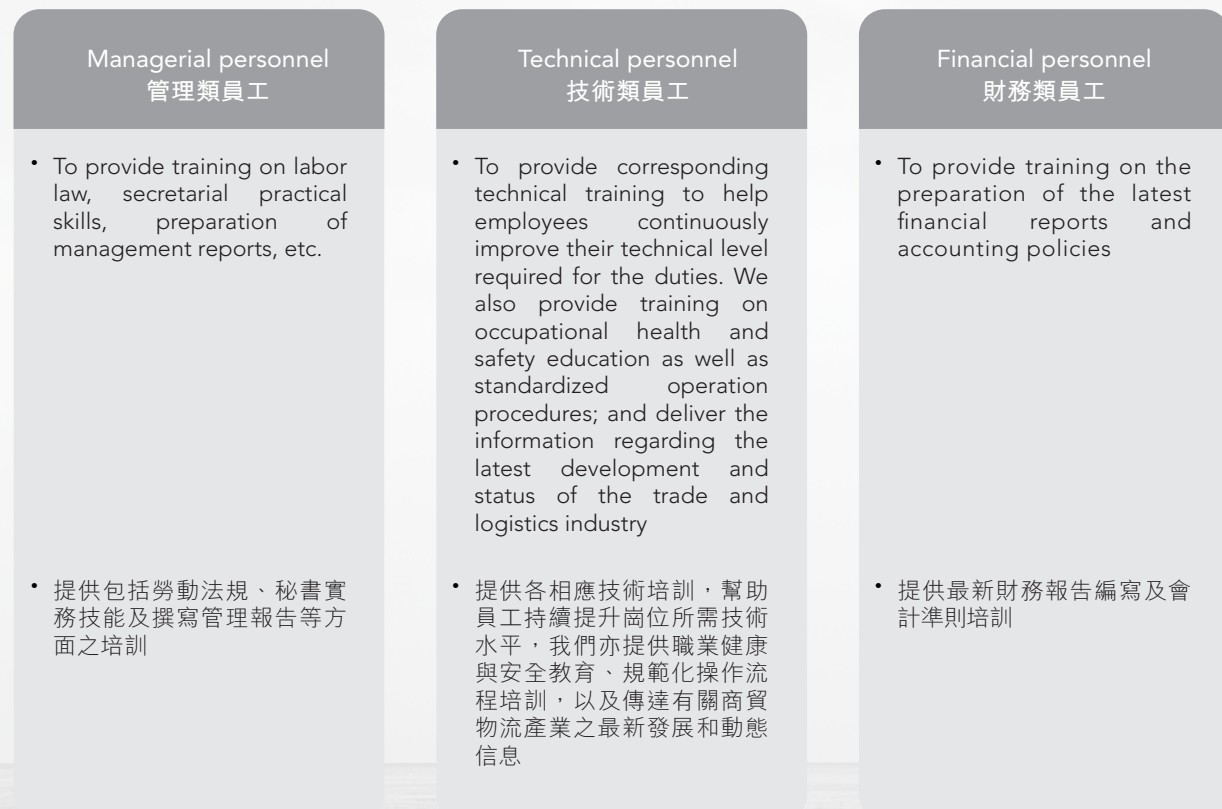 Managerial personnel
管理類員工
• To provide training on labor
law, secretarial practical
skills, preparation of
management reports, etc.
• 提供包括勞動法規、秘書實
務技能及撰寫管理報告等方
面之培訓
Technical personnel
技術類員工
• To provide corresponding
technical training to help
employees continuously
improve their technical level
required for the duties. We
also provide training on
occupational health and
safety education as well as
standardized operation
procedures; and deliver the
information regarding the
latest development and
status of the trade and
logistics industry
• 提供各相應技術培訓，幫助
員工持續提升崗位所需技術
水平，我們亦提供職業健康
與安全教育、規範化操作流
程培訓，以及傳達有關商貿
物流產業之最新發展和動態
信息
Financial personnel
財務類員工
• To provide training on the
preparation of the latest
financial reports and
accounting policies
• 提供最新財務報告編寫及會
計準則培訓